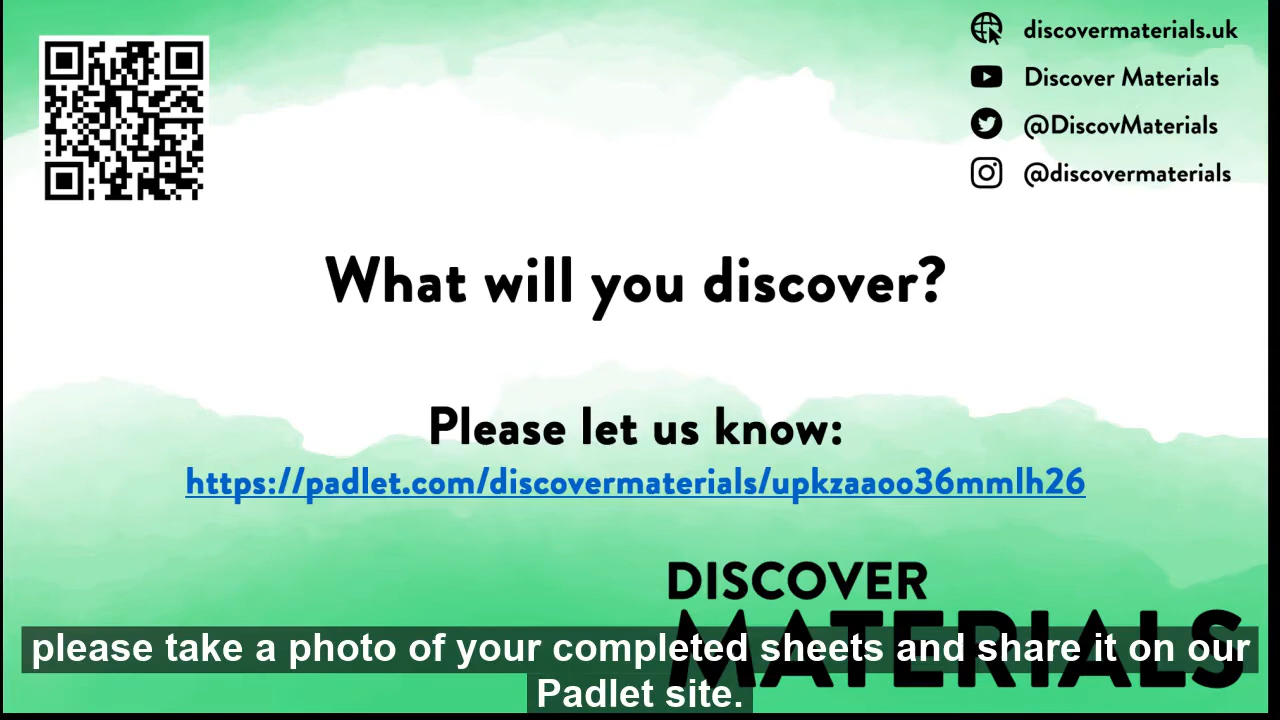 discovermaterials.uk
Discover Materials
@DiscovMaterials
@discovermaterials
What will you discover?
Please let us know:
https://padlet.com/discovermaterials/upkzaaoo36mmlh26
DISCOVER
MATERIALS
please take a photo of your completed sheets and share it on our
Padlet site.